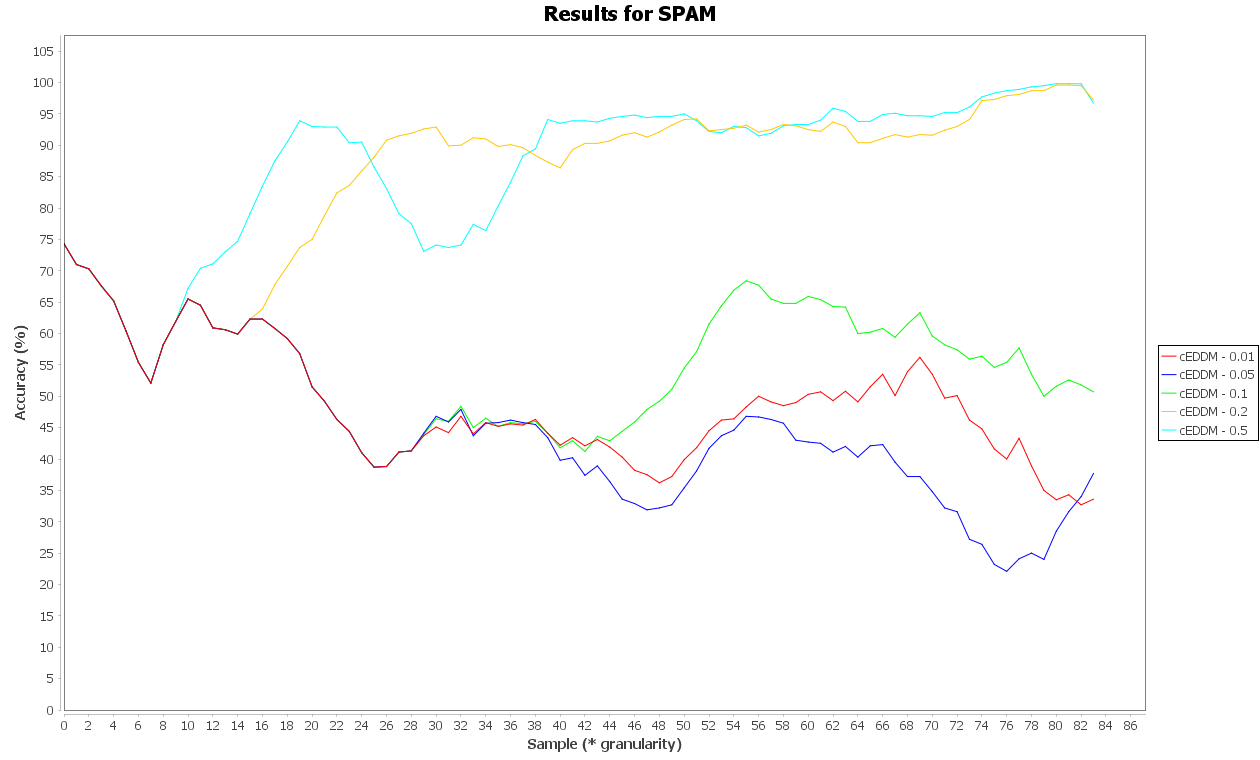 Results for SPAM
Accuracy (%)
105
100
95
90
85
80
75
70
65
60
55
50
45
40
35
30
25
20
15
10
5
0
0 2 4 6 8 10 12 14 16 18 20 22 24 26 28 30 32 34 36 38 40 42 44 46 48 50 52 54 56 58 60 62 64 66 68 70 72 74 76 78 80 82 84 86
Sample (* granularity)
cEDDM - 0.01
cEDDM - 0.05
cEDDM - 0.1
cEDDM - 0.2
cEDDM - 0.5